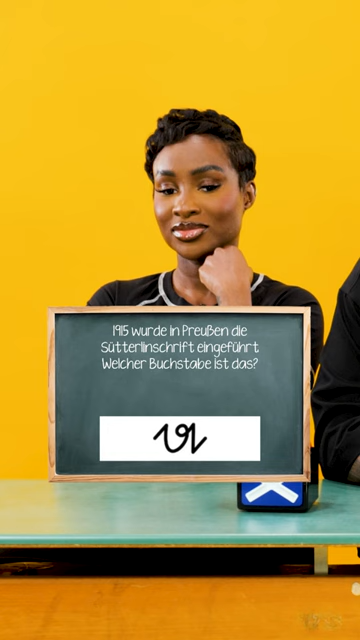 1915 wurde in Preußen die
Sütterlinschrift eingeführt
Welcher Buchstabe ist das?